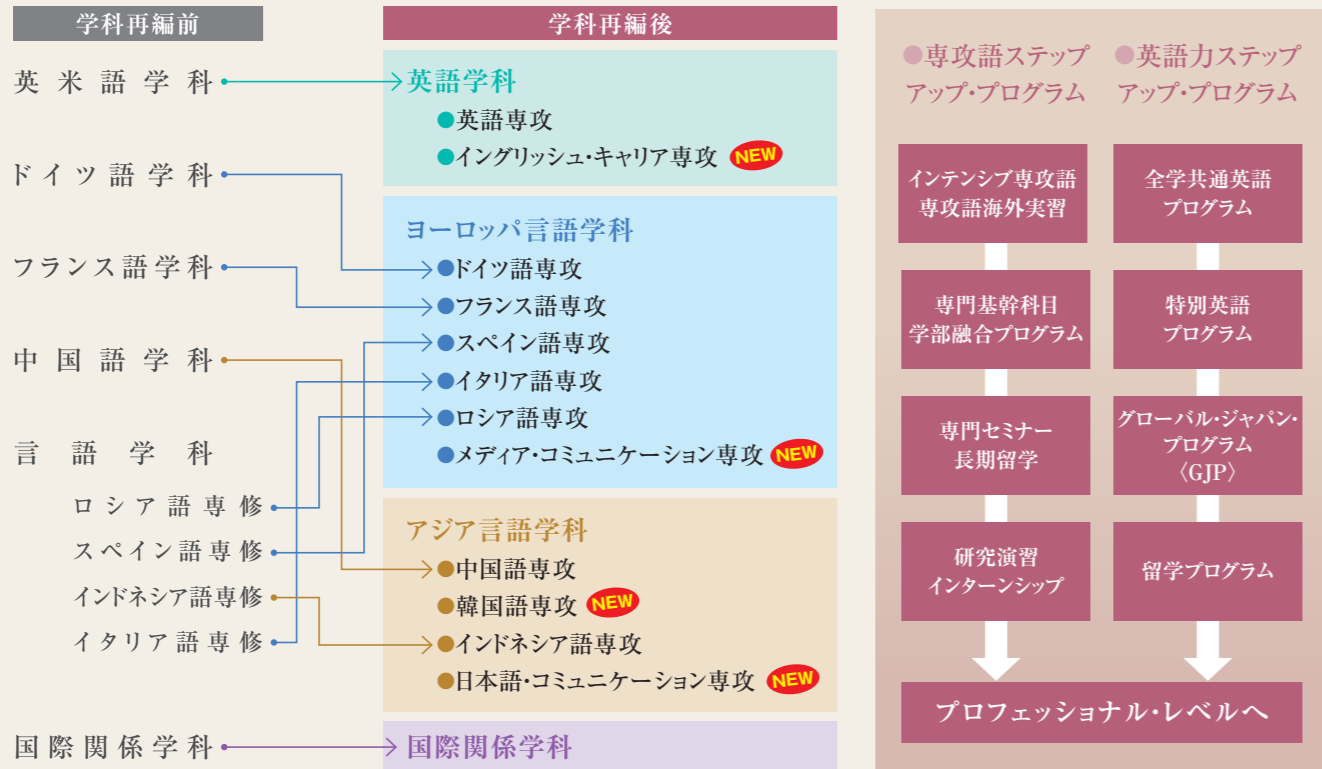 学科再編前
英米語学科
ドイツ語学科
フランス語学科
中国語学科
言語学科
ロシア語専修
スペイン語専修
インドネシア語専修
イタリア語専修
国際関係学科
学科再編後
英語学科
●英語専攻
●イングリッシュ・キャリア専攻 NEW
ヨーロッパ言語学科
●ドイツ語専攻
●フランス語専攻
●スペイン語専攻
●イタリア語専攻
●ロシア語専攻
●メディア・コミュニケーション専攻 NEW
アジア言語学科
●中国語専攻
●韓国語専攻 NEW
●インドネシア語専攻
●日本語・コミュニケーション専攻 NEW
国際関係学科
●専攻語ステップ
アップ・プログラム
インテンシブ専攻語
専攻語海外実習
専門基幹科目
学部融合プログラム
専門セミナー
長期留学
研究演習
インターンシップ
●英語力ステップ
アップ・プログラム
全学共通英語
プログラム
特別英語
プログラム
グローバル・ジャパン・
プログラム
〈GJP〉
留学プログラム
プロフェッショナル・レベルへ